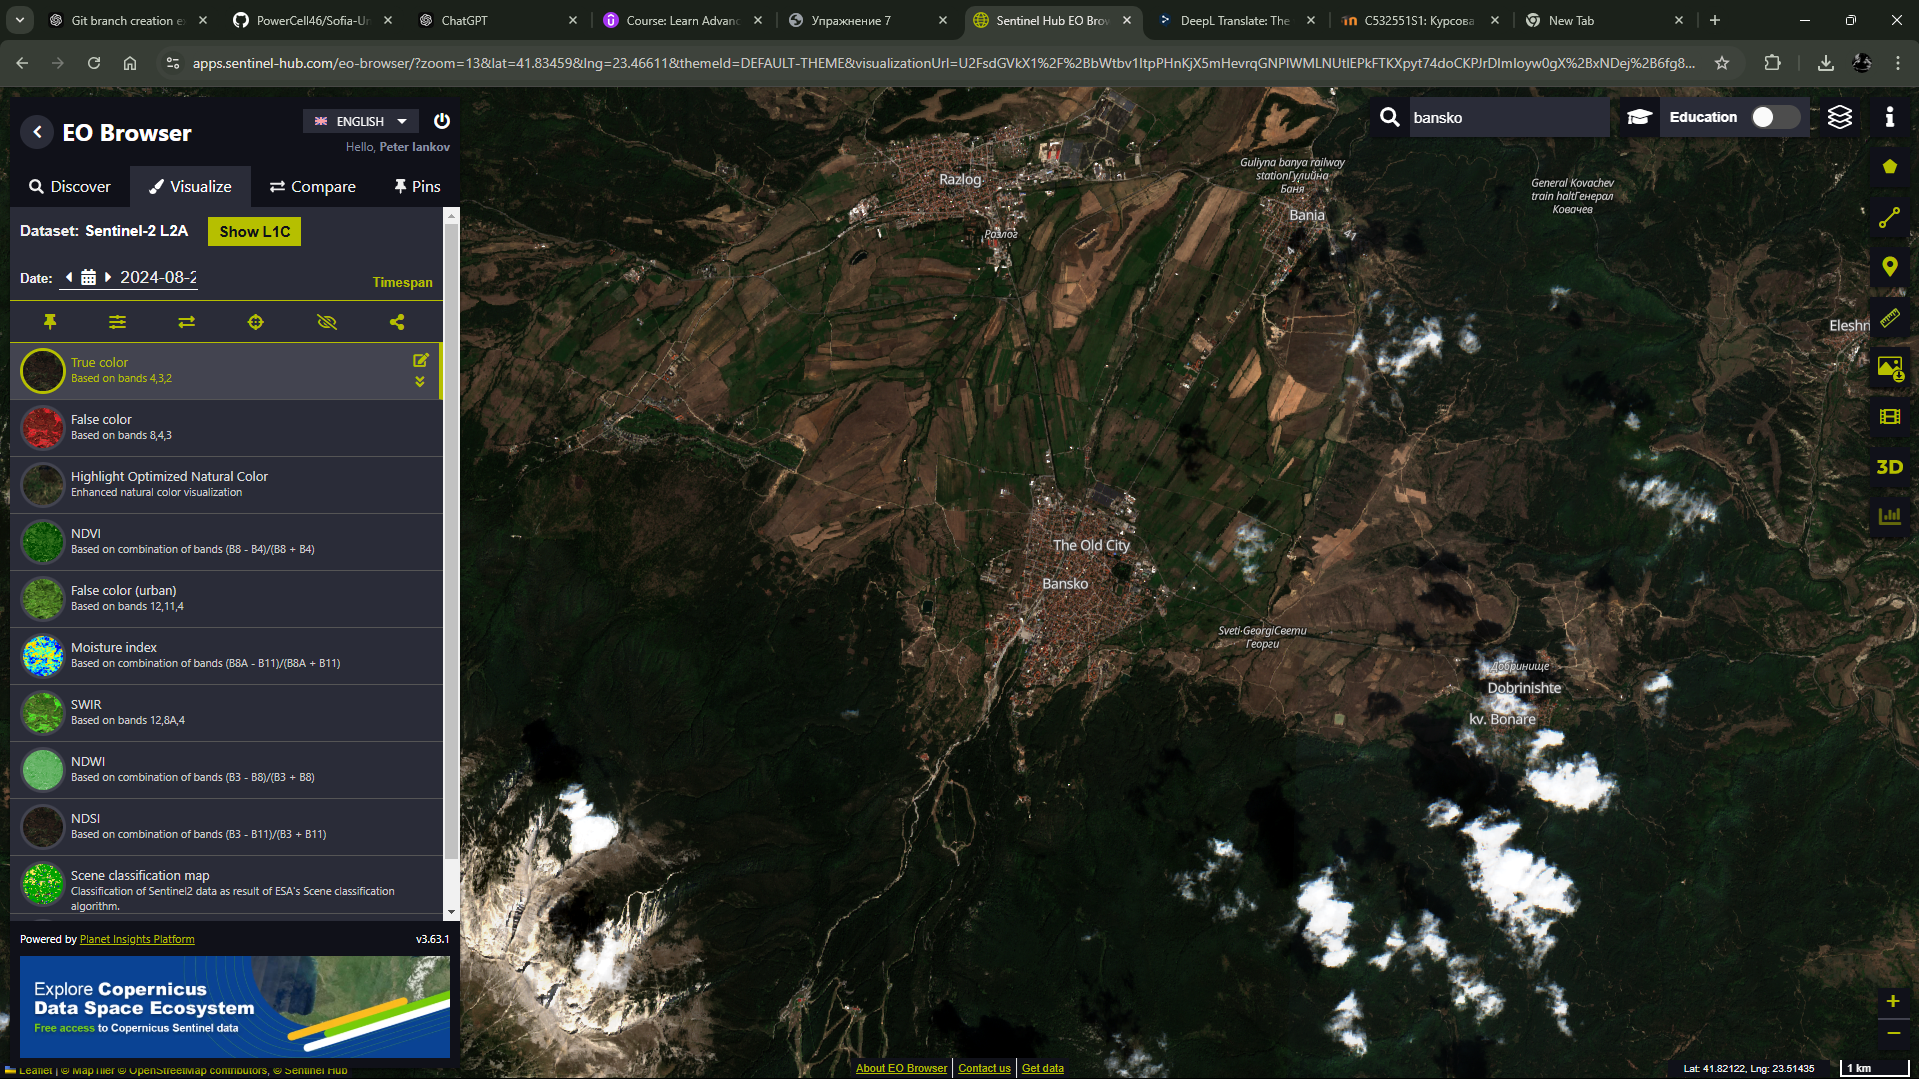 Git branch creation e
PowerCell46/Sofia-Un
ChatGPT
Course: Learn Advanc
Упражнение 7
Sentinel Hub EO Brow
DeepL Translate: The
C532551S1: Курсова
New Tab
apps.sentinel-hub.com/eo-browser/?zoom=13&lat=41.83459&lng=23.46611&themeId=DEFAULT-THEME&visualizationUrl=U2FsdGVkX1%2F%2BbWtbv1ItpPHnKjX5mHevrqGNPlWMLNUtlEPkFTKXpyt74doCKPJrDlmIoyw0gX%2BxNDej%2B6fg8...
EO Browser
ENGLISH
Hello, Peter Iankov
Discover
Visualize
Compare
Pins
Dataset: Sentinel-2 L2A
Show L1C
Date:
2024-08-2
Timespan
True color
Based on bands 4,3,2
False color
Based on bands 8,4,3
Highlight Optimized Natural Color
Enhanced natural color visualization
NDVI
Based on combination of bands (B8 - B4)/(B8 + B4)
False color (urban)
Based on bands 12,11,4
Moisture index
Based on combination of bands (B8A - B11)/(B8A + B11)
SWIR
Based on bands 12,8A,4
NDWI
Based on combination of bands (B3 - B8)/(B3 + B8)
NDSI
Based on combination of bands (B3 - B11)/(B3 + B11)
Scene classification map
Classification of Sentinel2 data as result of ESA's Scene classification
algorithm.
Powered by Planet Insights Platform
v3.63.1
Explore Copernicus
Data Space Ecosystem
Free access to Copernicus Sentinel data
Leaflet | © MapTiler © OpenStreetMap contributors, © Sentinel Hub
bansko
Education
Razlog
Разлог
Guliyna banya railway
stationГулийна
Баня
Bania
41
4
General Kovachev
train haltГенерал
Ковачев
Eleshn
The Old City
Bansko
Sveti GeorgiСвети
Георги
Добринище
Dobrinishte
kv. Bonare
3D
About EO Browser
Contact us
Get data
Lat: 41.82122, Lng: 23.51435
1 km